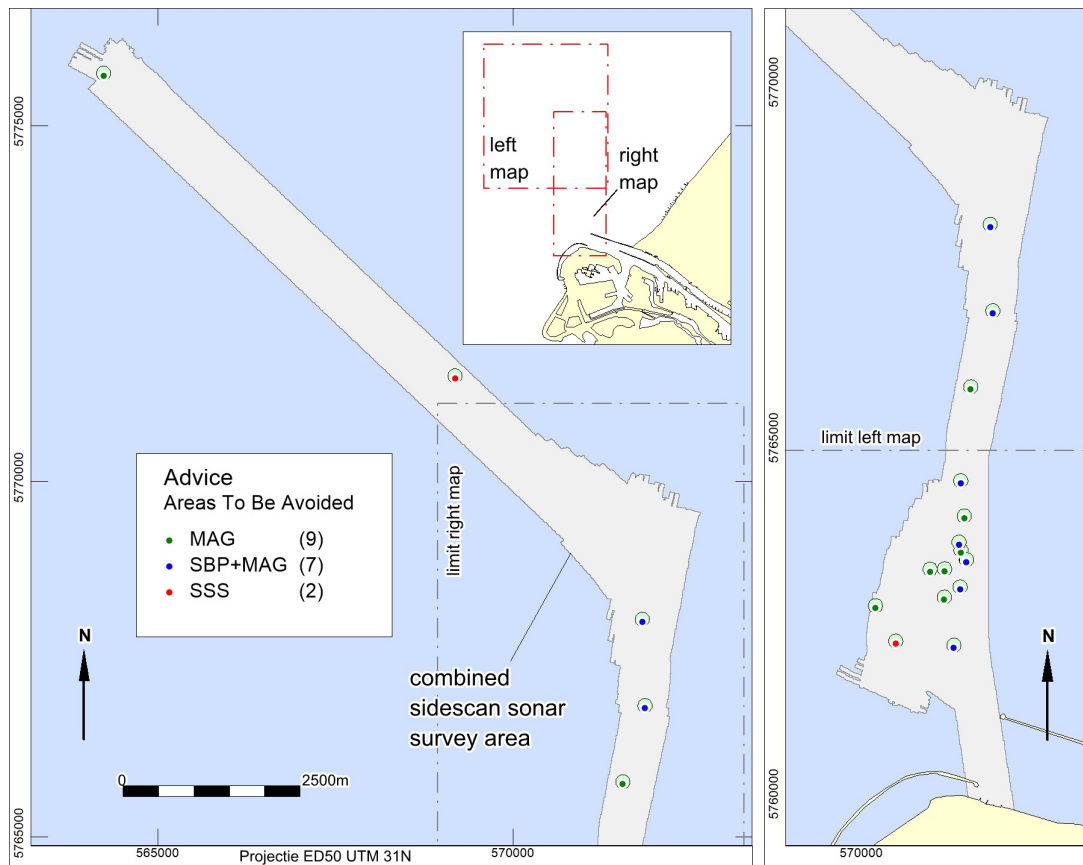 5775000
5770000
5765000
565000
570000
Projectie ED50 UTM 31N
left
map
right
map
limit right map
Advice
Areas To Be Avoided
MAG (9)
SBP+MAG (7)
SSS (2)
combined
sidescan sonar
survey area
N
0 2500m
5770000
5765000
5760000
570000
limit left map
N